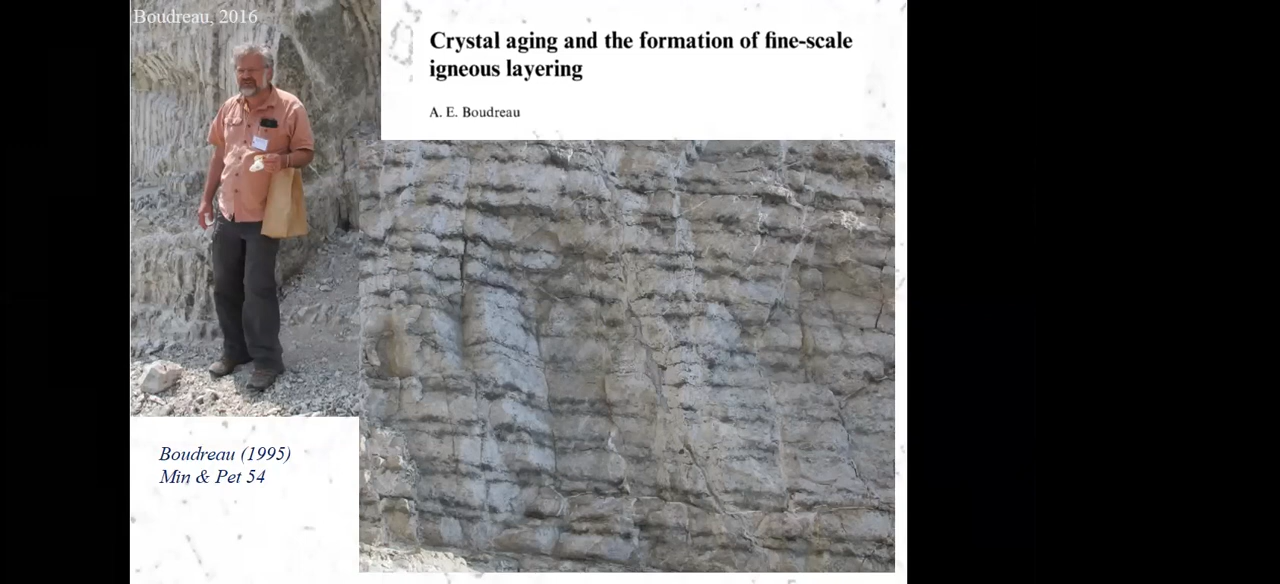 Boudreau, 2016
Crystal aging and the formation of fine-scale
igneous layering
A. E. Boudreau
Boudreau (1995)
Min & Pet 54